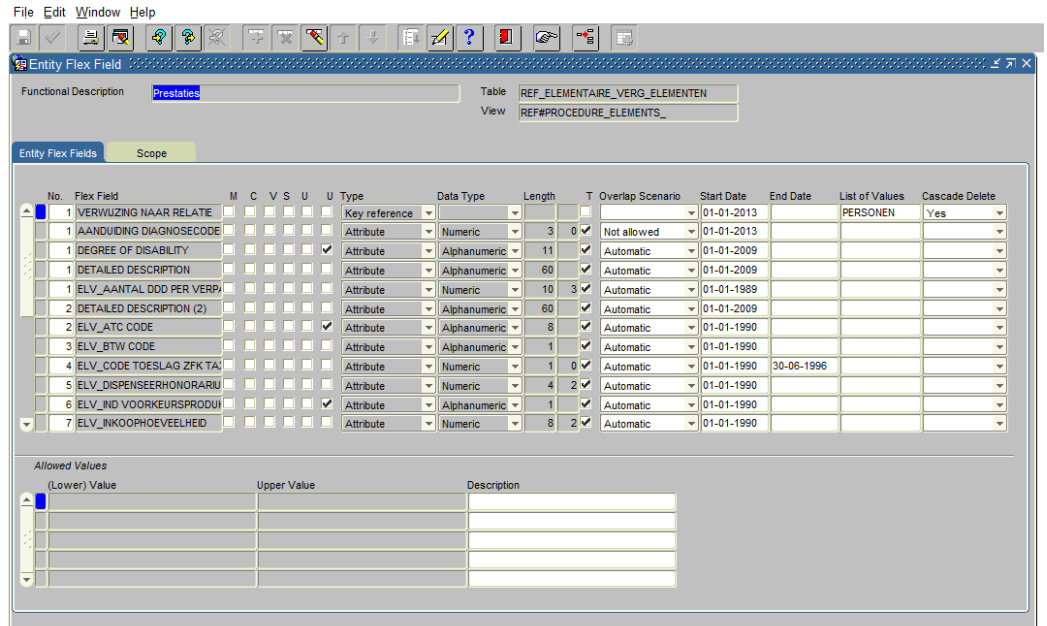 File Edit Window Help
Entity Flex Field
Functional Description Prestaties Table REF_ELEMENTAIRE_VERG_ELEMENTEN
View REF#PROCEDURE_ELEMENTS_
Entity Flex Fields Scope
No. Flex Field M C V S U U Type Data Type Length T Overlap Scenario Start Date End Date List of Values Cascade Delete
1 VERWIJZING NAAR RELATIE Key reference 01-01-2013 PERSONEN Yes
1 AANDUIDING DIAGNOSECODE Attribute Numeric 3 0 Not allowed 01-01-2013
1 DEGREE OF DISABILITY Attribute Alphanumeric 11 Automatic 01-01-2009
1 DETAILED DESCRIPTION Attribute Alphanumeric 60 Automatic 01-01-2009
1 ELV_AANTAL DDD PER VERPA Attribute Numeric 10 3 Automatic 01-01-1989
2 DETAILED DESCRIPTION (2) Attribute Alphanumeric 60 Automatic 01-01-2009
2 ELV_ATC CODE Attribute Alphanumeric 8 Automatic 01-01-1990
3 ELV_BTW CODE Attribute Alphanumeric 1 Automatic 01-01-1990
4 ELV_CODE TOESLAG ZFK TA Attribute Numeric 1 0 Automatic 01-01-1990 30-06-1996
5 ELV_DISPENSEERHONORARIU Attribute Numeric 4 2 Automatic 01-01-1990
6 ELV_IND VOORKEURSPRODU Attribute Alphanumeric 1 Automatic 01-01-1990
7 ELV_INKOOPHOEVEELHEID Attribute Numeric 8 2 Automatic 01-01-1990
Allowed Values
(Lower) Value Upper Value Description